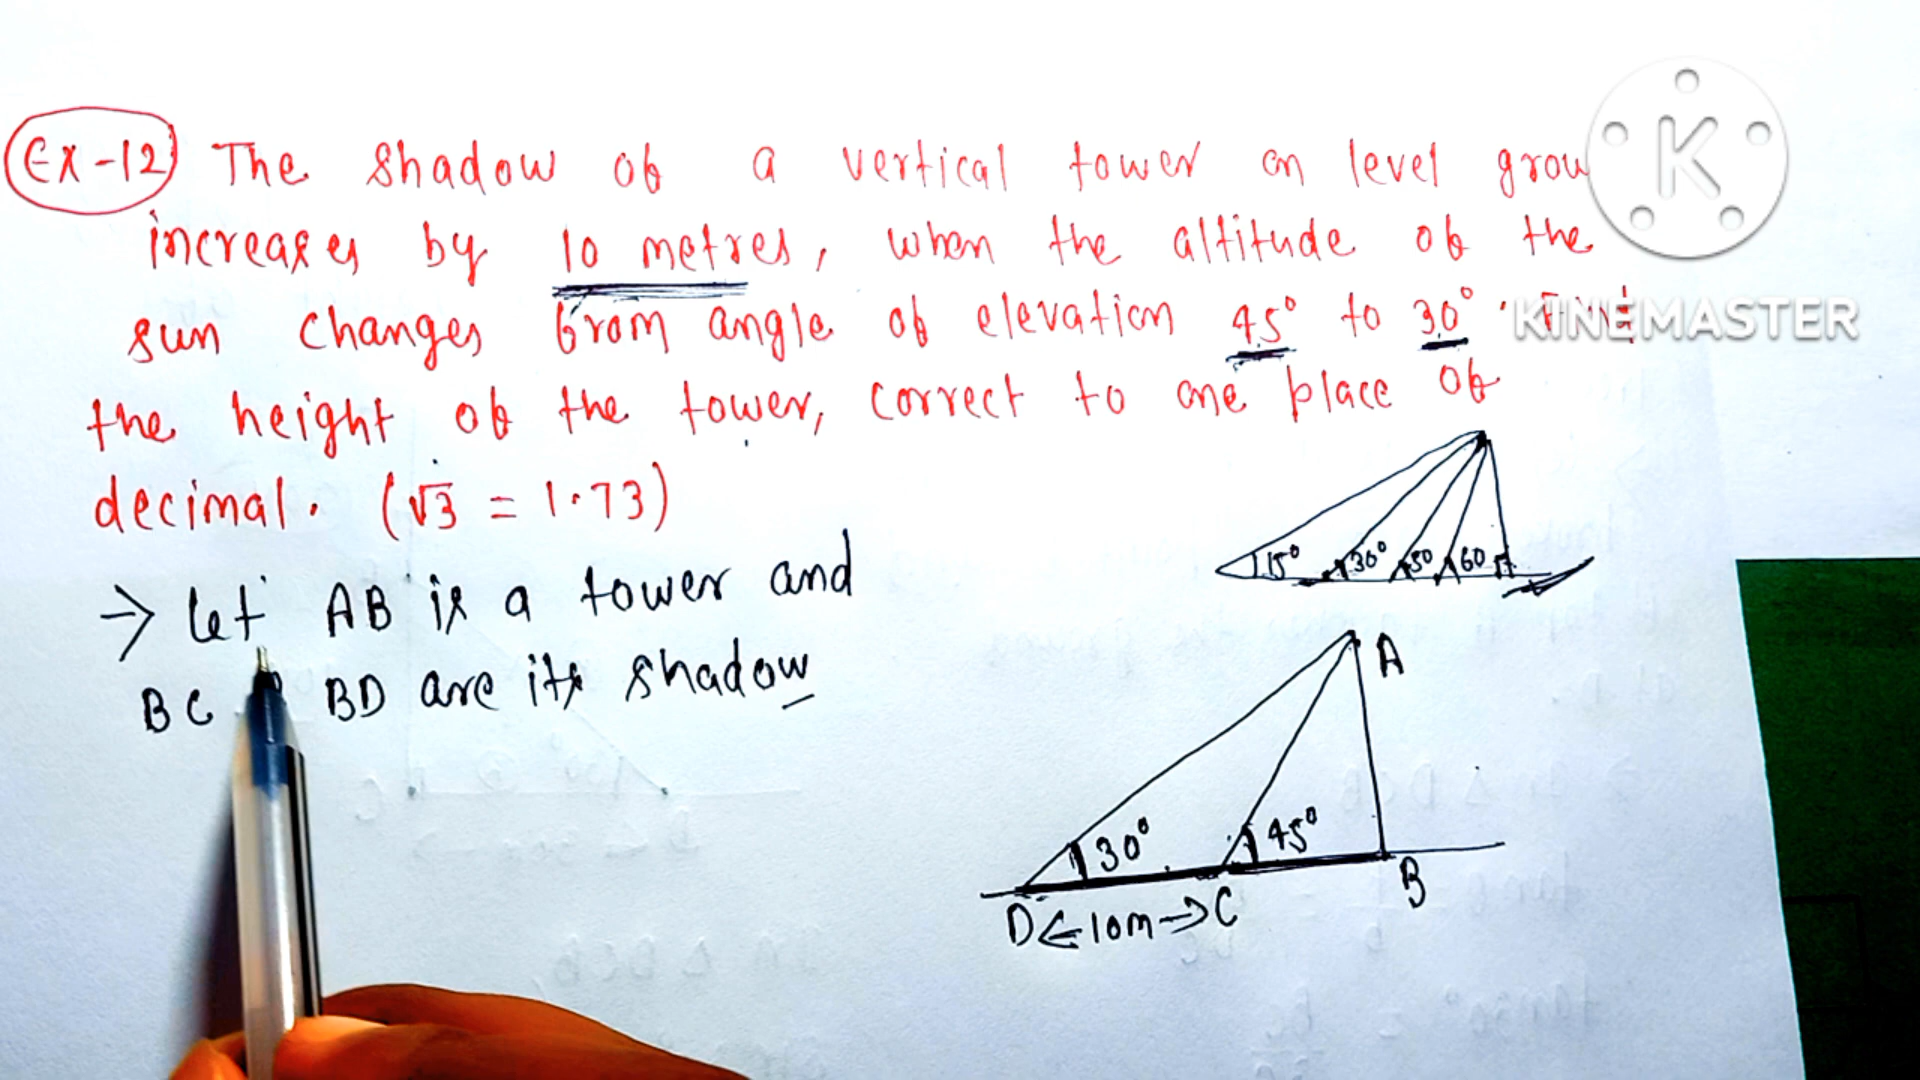 Ex-12 The shadow of a vertical tower on level grou
increases by 10 metres, when the altitude of the
sun changes from angle of elevation 45° to 30°. Find
the height of the tower, correct to one place of
decimal. (√3 = 1.73)
→ Let AB is a tower and
BC BD are its shadow
15° 30° 50 60
A
30° 45°
D ← 10m → C B
K
KINEMASTER